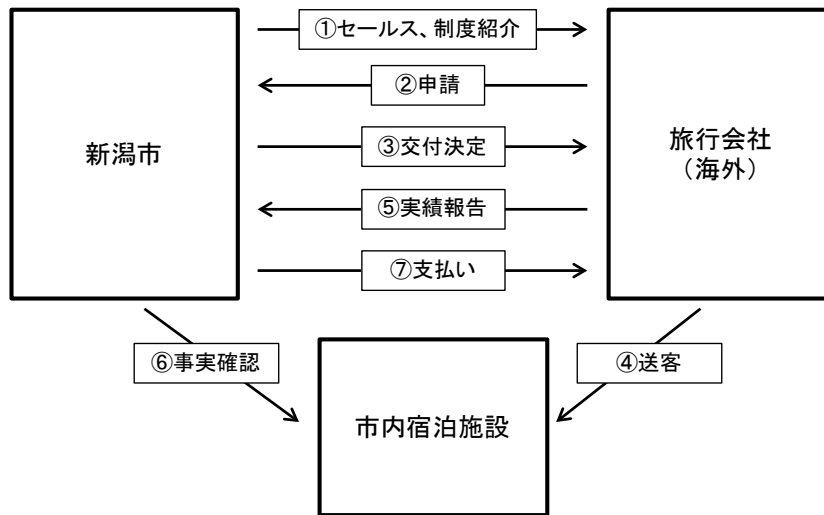 ①セールス、制度紹介
②申請
新潟市
③交付決定
旅行会社
（海外）
⑤実績報告
⑦支払い
⑥事実確認
④送客
市内宿泊施設